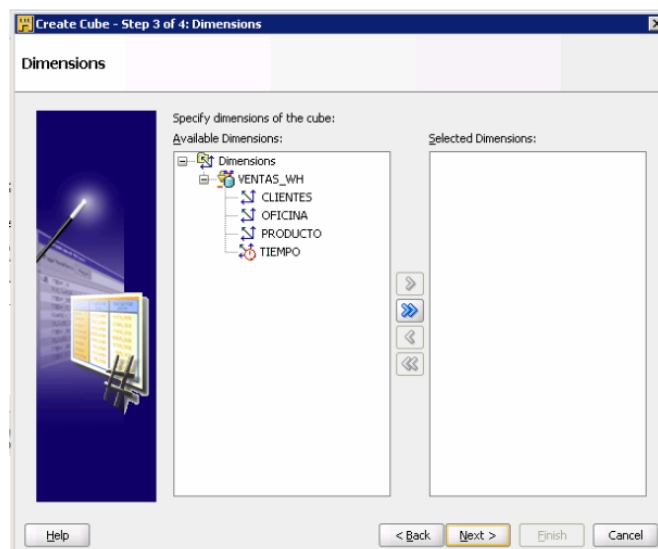 Create Cube - Step 3 of 4: Dimensions
Dimensions
Specify dimensions of the cube:
Available Dimensions:
Selected Dimensions:
Dimensions
VENTAS_WH
CLIENTES
OFICINA
PRODUCTO
TIEMPO
Help
< Back
Next >
Finish
Cancel